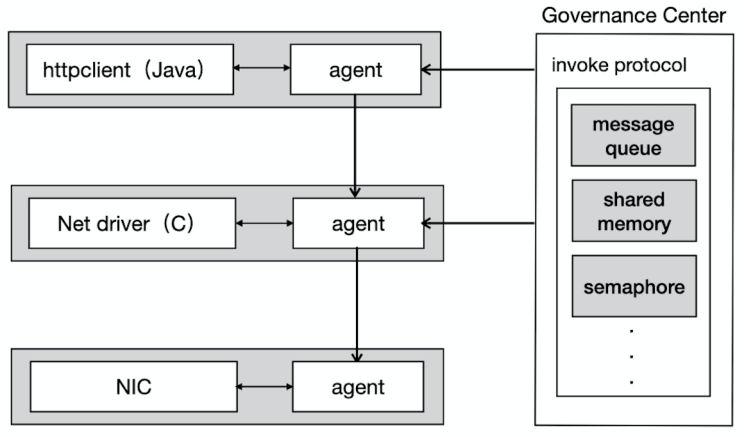 Governance Center
httpclient（Java）
agent
invoke protocol
message
queue
shared
memory
Net driver（C）
agent
semaphore
.
.
.
NIC
agent